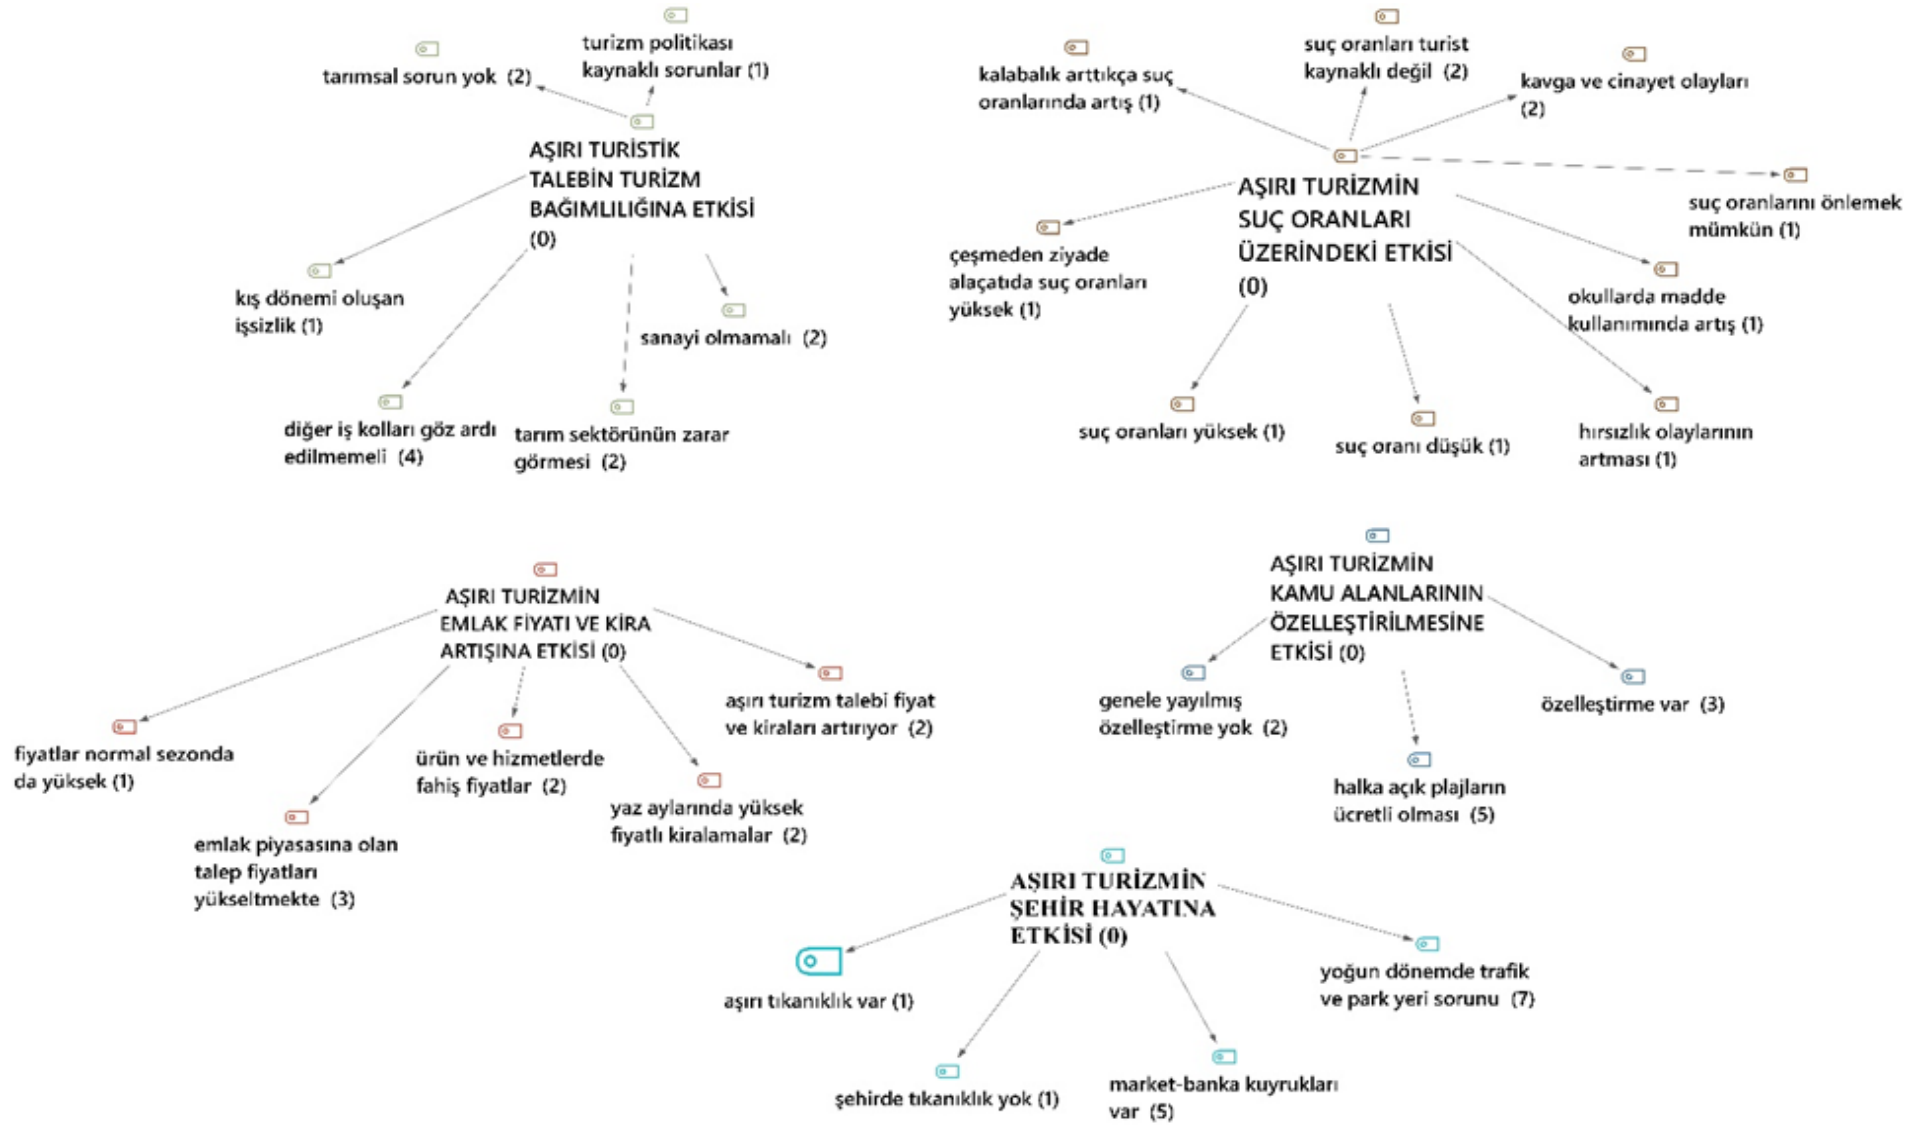 turizm politikası
kaynaklı sorunlar (1)
tarımsal sorun yok (2)
AŞIRI TURİSTİK
TALEBİN TURİZM
BAĞIMLILIĞINA ETKİSİ
(0)
kış dönemi oluşan
işsizlik (1)
sanayi olmamalı (2)
diğer iş kolları göz ardı
edilmemeli (4)
tarım sektörünün zarar
görmesi (2)
suç oranları turist
kaynaklı değil (2)
kalabalık arttıkça suç
oranlarında artış (1)
kavga ve cinayet olayları
(2)
AŞIRI TURİZMİN
SUÇ ORANLARI
ÜZERİNDEKİ ETKİSİ
(0)
suç oranlarını önlemek
mümkün (1)
çeşmeden ziyade
alaçatıda suç oranları
yüksek (1)
okullarda madde
kullanımında artış (1)
suç oranları yüksek (1)
suç oranı düşük (1)
hırsızlık olaylarının
artması (1)
AŞIRI TURİZMİN
EMLAK FİYATI VE KİRA
ARTIŞINA ETKİSİ (0)
aşırı turizm talebi fiyat
ve kiraları artırıyor (2)
fiyatlar normal sezonda
da yüksek (1)
ürün ve hizmetlerde
fahiş fiyatlar (2)
yaz aylarında yüksek
fiyatlı kiralamalar (2)
emlak piyasasına olan
talep fiyatları
yükseltmekte (3)
AŞIRI TURİZMİN
KAMU ALANLARININ
ÖZELLEŞTİRİLMESİNE
ETKİSİ (0)
genele yayılmış
özelleştirme yok (2)
özelleştirme var (3)
halka açık plajların
ücretli olması (5)
AŞIRI TURİZMİN
ŞEHİR HAYATINA
ETKİSİ (0)
aşırı tıkanıklık var (1)
yoğun dönemde trafik
ve park yeri sorunu (7)
şehirde tıkanıklık yok (1)
market-banka kuyrukları
var (5)